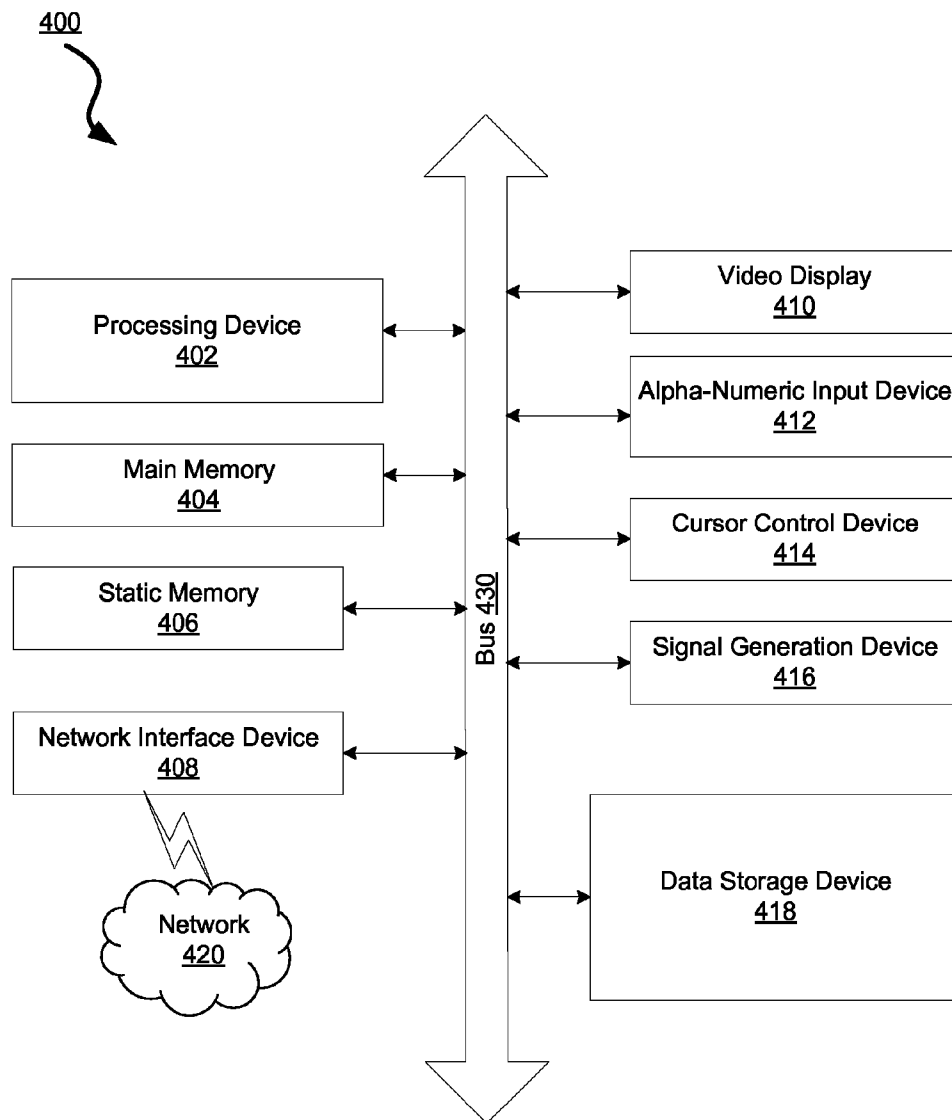 400
Processing Device
402
Main Memory
404
Static Memory
406
Network Interface Device
408
Network
420
Bus 430
Video Display
410
Alpha-Numeric Input Device
412
Cursor Control Device
414
Signal Generation Device
416
Data Storage Device
418